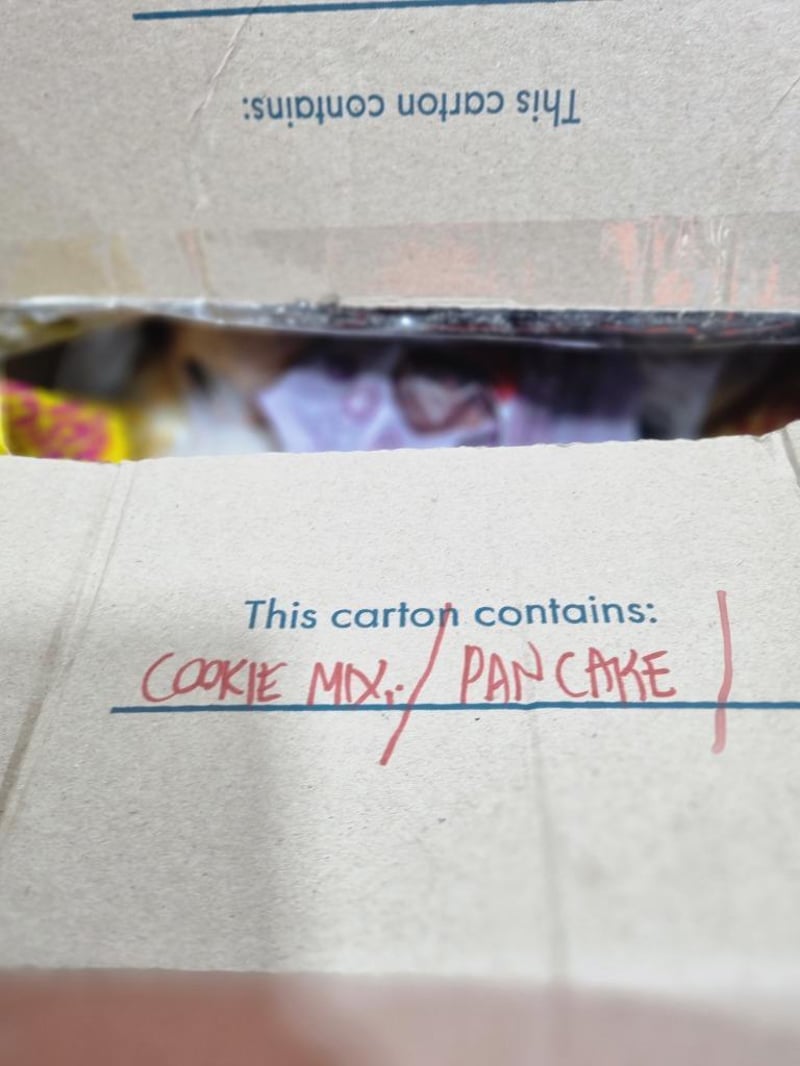 This carton contains:
This carton contains:
COOKIE MIX. / PANCAKE |